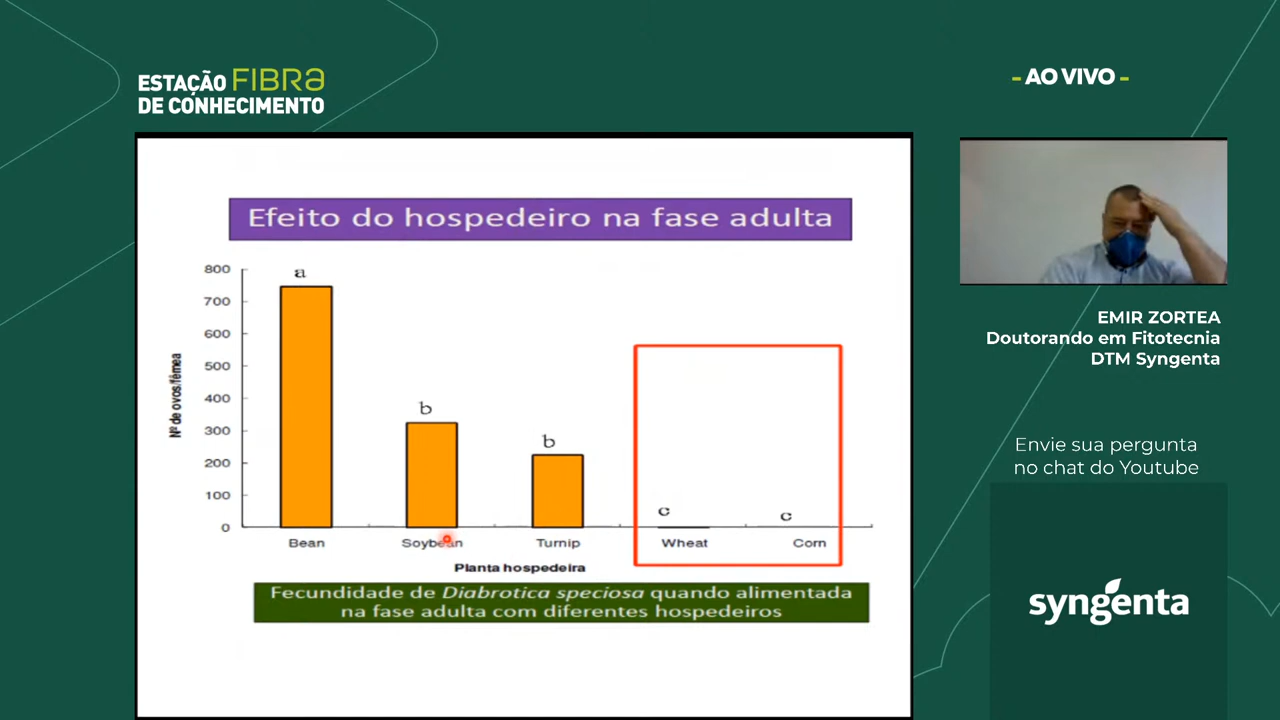 ESTAÇÃO FIBRA
DE CONHECIMENTO
- AO VIVO -
Efeito do hospedeiro na fase adulta
800
700
600
500
400
300
200
100
0
Nº de ovos/fêmea
a
b
b
c
c
Bean
Soybean
Turnip
Wheat
Corn
Planta hospedeira
Fecundidade de Diabrotica speciosa quando alimentada
na fase adulta com diferentes hospedeiros
EMIR ZORTEA
Doutorando em Fitotecnia
DTM Syngenta
Envie sua pergunta
no chat do Youtube
syngenta